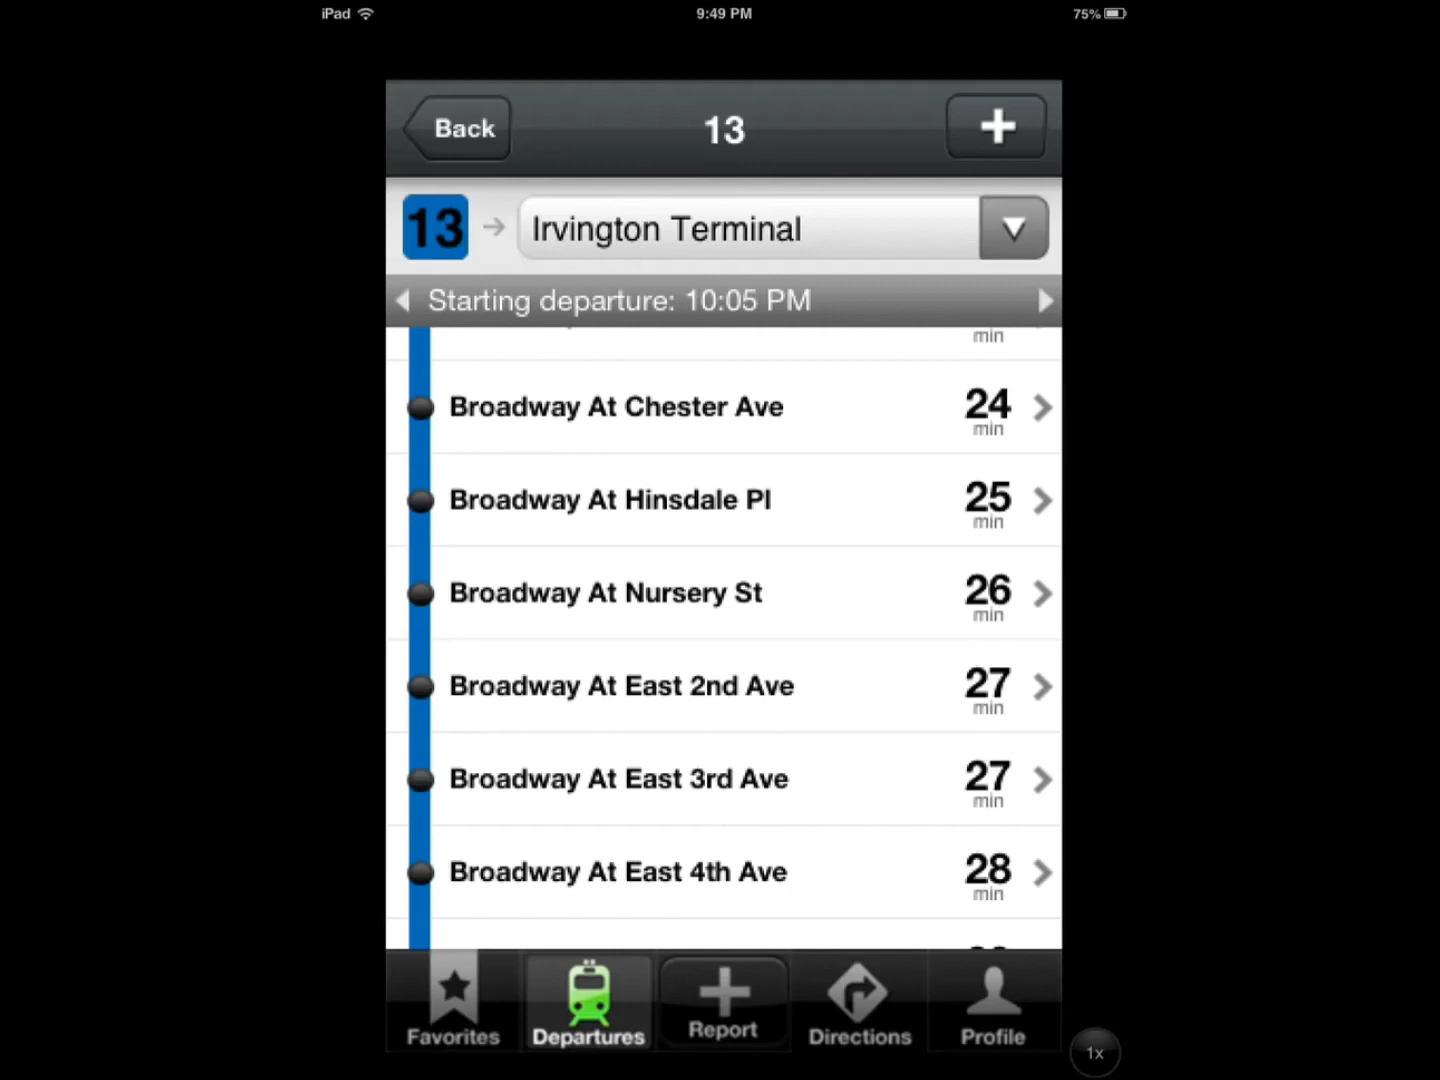 iPad 9:49 PM 75%
Back 13 +
13 Irvington Terminal
Starting departure: 10:05 PM
min
Broadway At Chester Ave 24
min
Broadway At Hinsdale Pl 25
min
Broadway At Nursery St 26
min
Broadway At East 2nd Ave 27
min
Broadway At East 3rd Ave 27
min
Broadway At East 4th Ave 28
min
Favorites Departures Report Directions Profile
1x